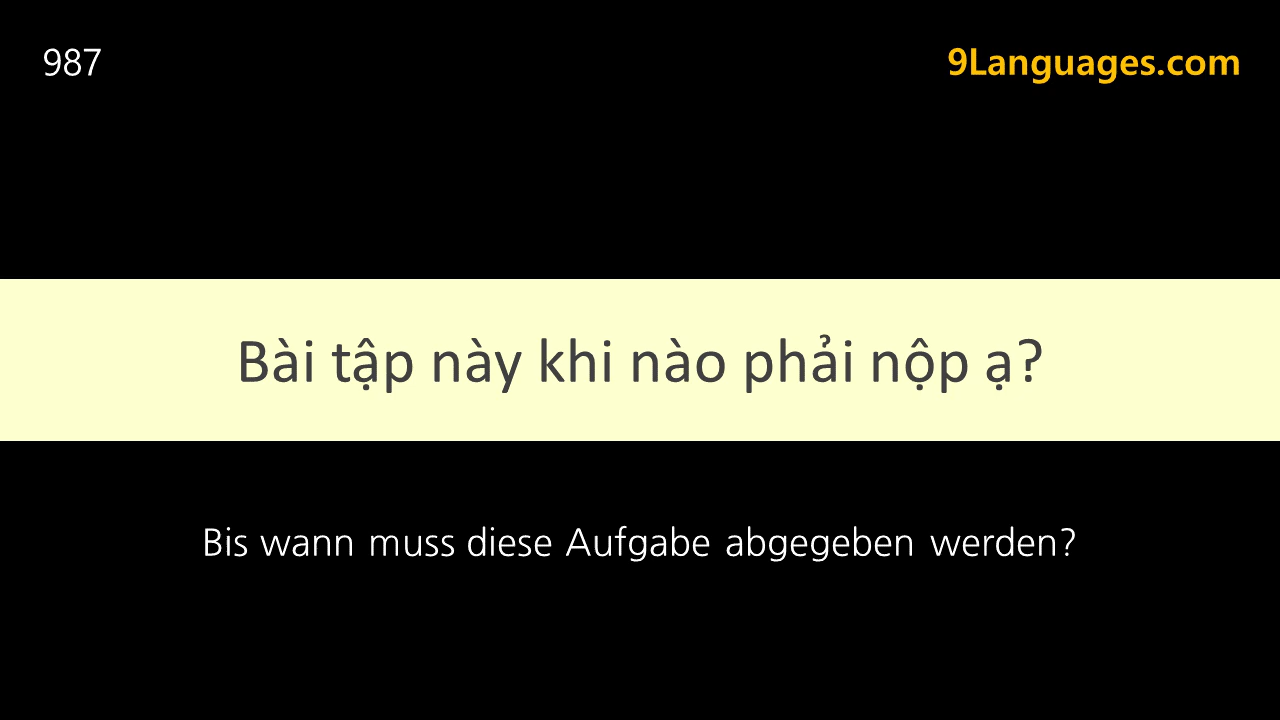 987
9Languages.com
Bài tập này khi nào phải nộp ạ?
Bis wann muss diese Aufgabe abgegeben werden?